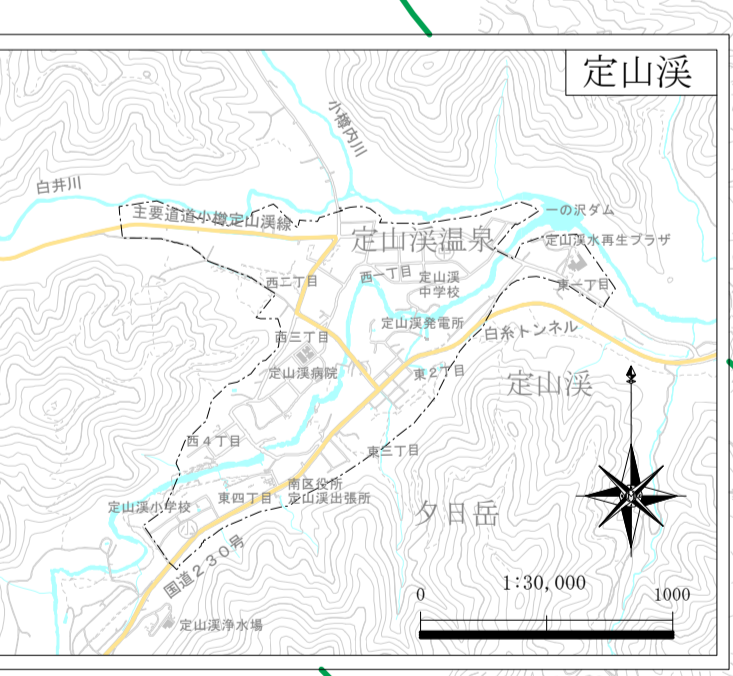 定山渓
小樽内川
白井川
主要道道小樽定山渓線
一の沢ダム
定山渓温泉
定山渓水再生プラザ
西一丁目
定山渓
中学校
西二丁目
東一丁目
定山渓発電所
白糸トンネル
西三丁目
定山渓病院
東2丁目
定山渓
西4丁目
東三丁目
南区役所
定山渓出張所
東四丁目
定山渓小学校
小
夕日岳
国道230号
定山渓浄水場
1:30,000
0
1000